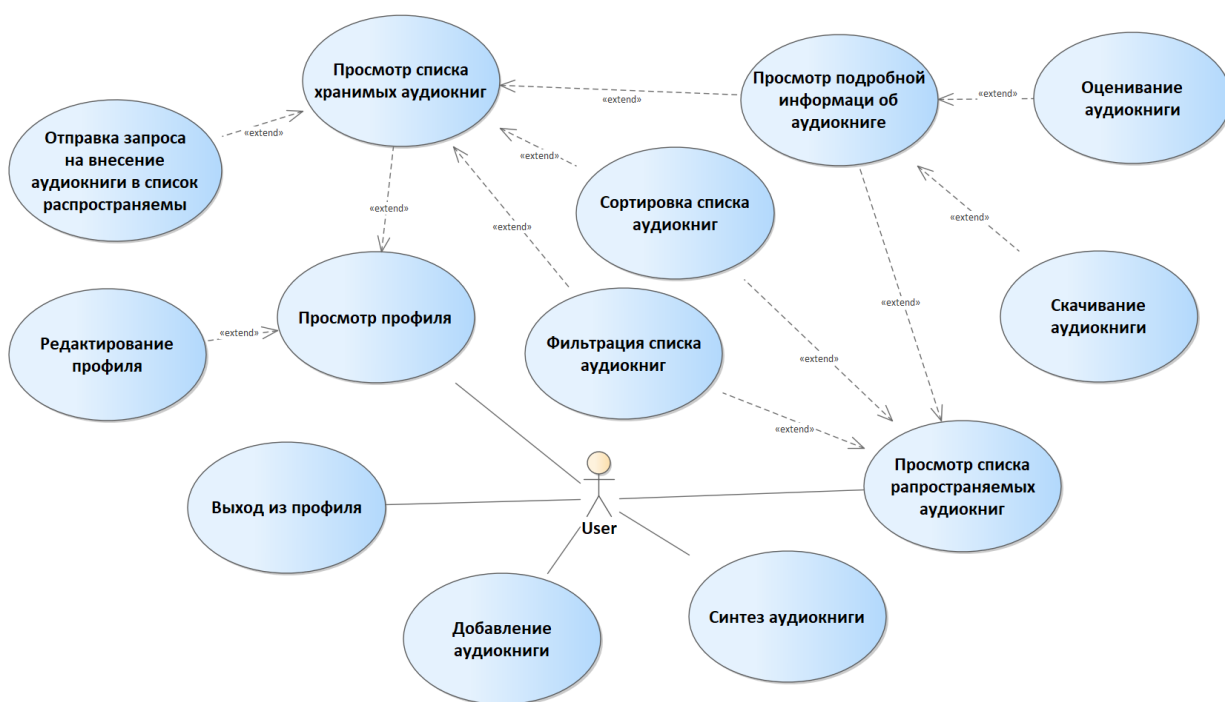 Просмотр списка
хранимых аудиокниг
Просмотр подробной
информаци об
аудиокниге
Оценивание
аудиокниги
«extend»
«extend»
Отправка запроса
на внесение
аудиокниги в список
распространяемы
«extend»
«extend»
Сортировка списка
аудиокниг
«extend»
«extend»
«extend»
Скачивание
аудиокниги
«extend»
Просмотр профиля
Редактирование
профиля
«extend»
Фильтрация списка
аудиокниг
«extend»
«extend»
Просмотр списка
рапространяемых
аудиокниг
Выход из профиля
User
Добавление
аудиокниги
Синтез аудиокниги